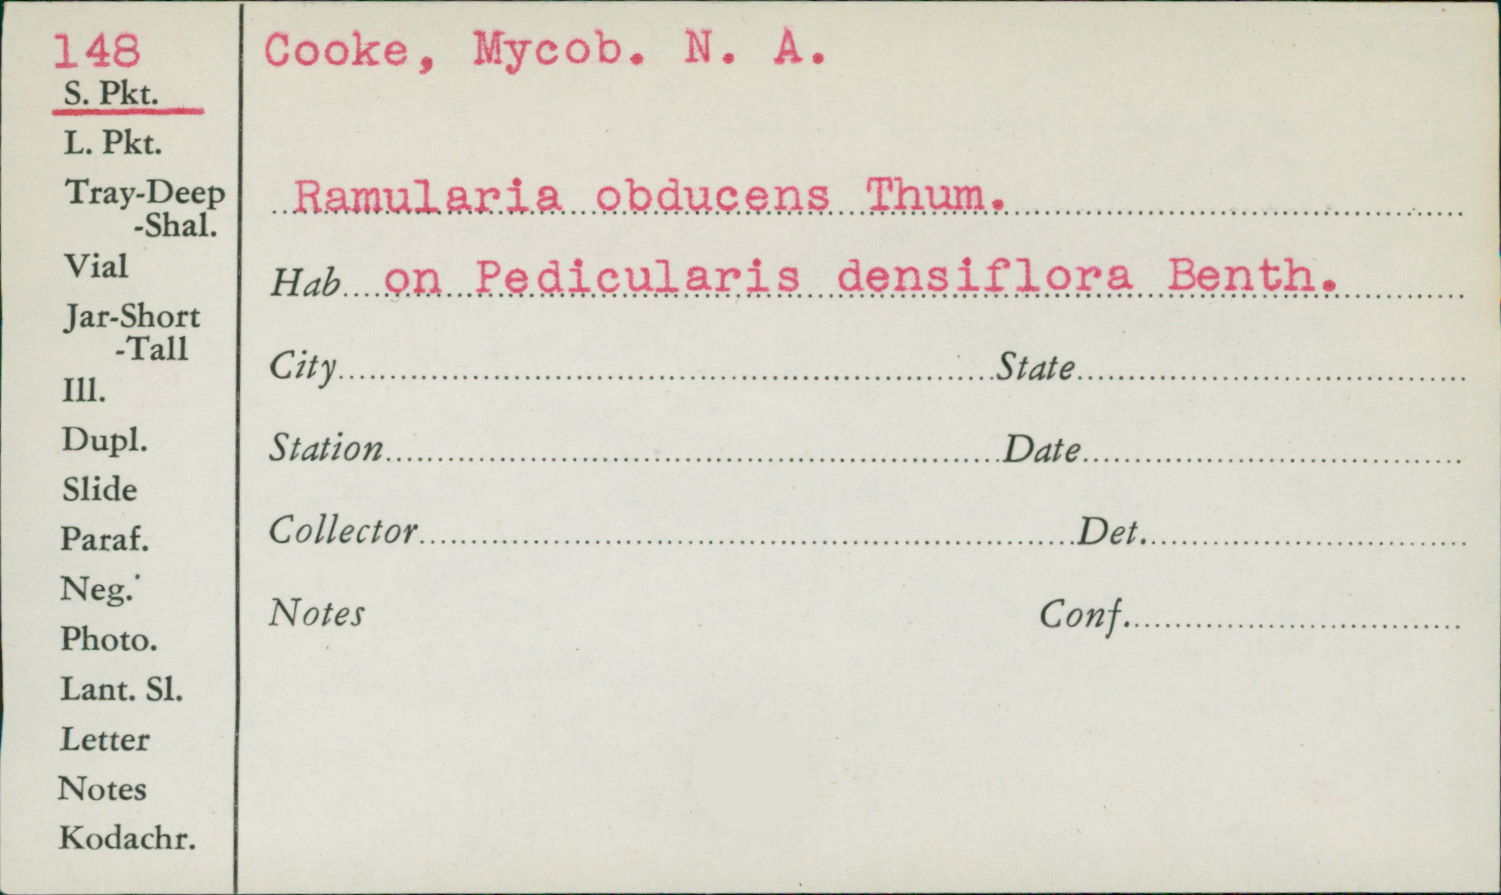 148
S. Pkt.
L. Pkt.
Tray-Deep
-Shal.
Vial
Jar-Short
-Tall
Ill.
Dupl.
Slide
Paraf.
Neg.
Photo.
Lant. Sl.
Letter
Notes
Kodachr.
Cooke, Mycob. N. A.
Ramularia obducens Thum.
Hab. on Pedicularis densiflora Benth.
City State
Station Date
Collector Det.
Notes Conf.